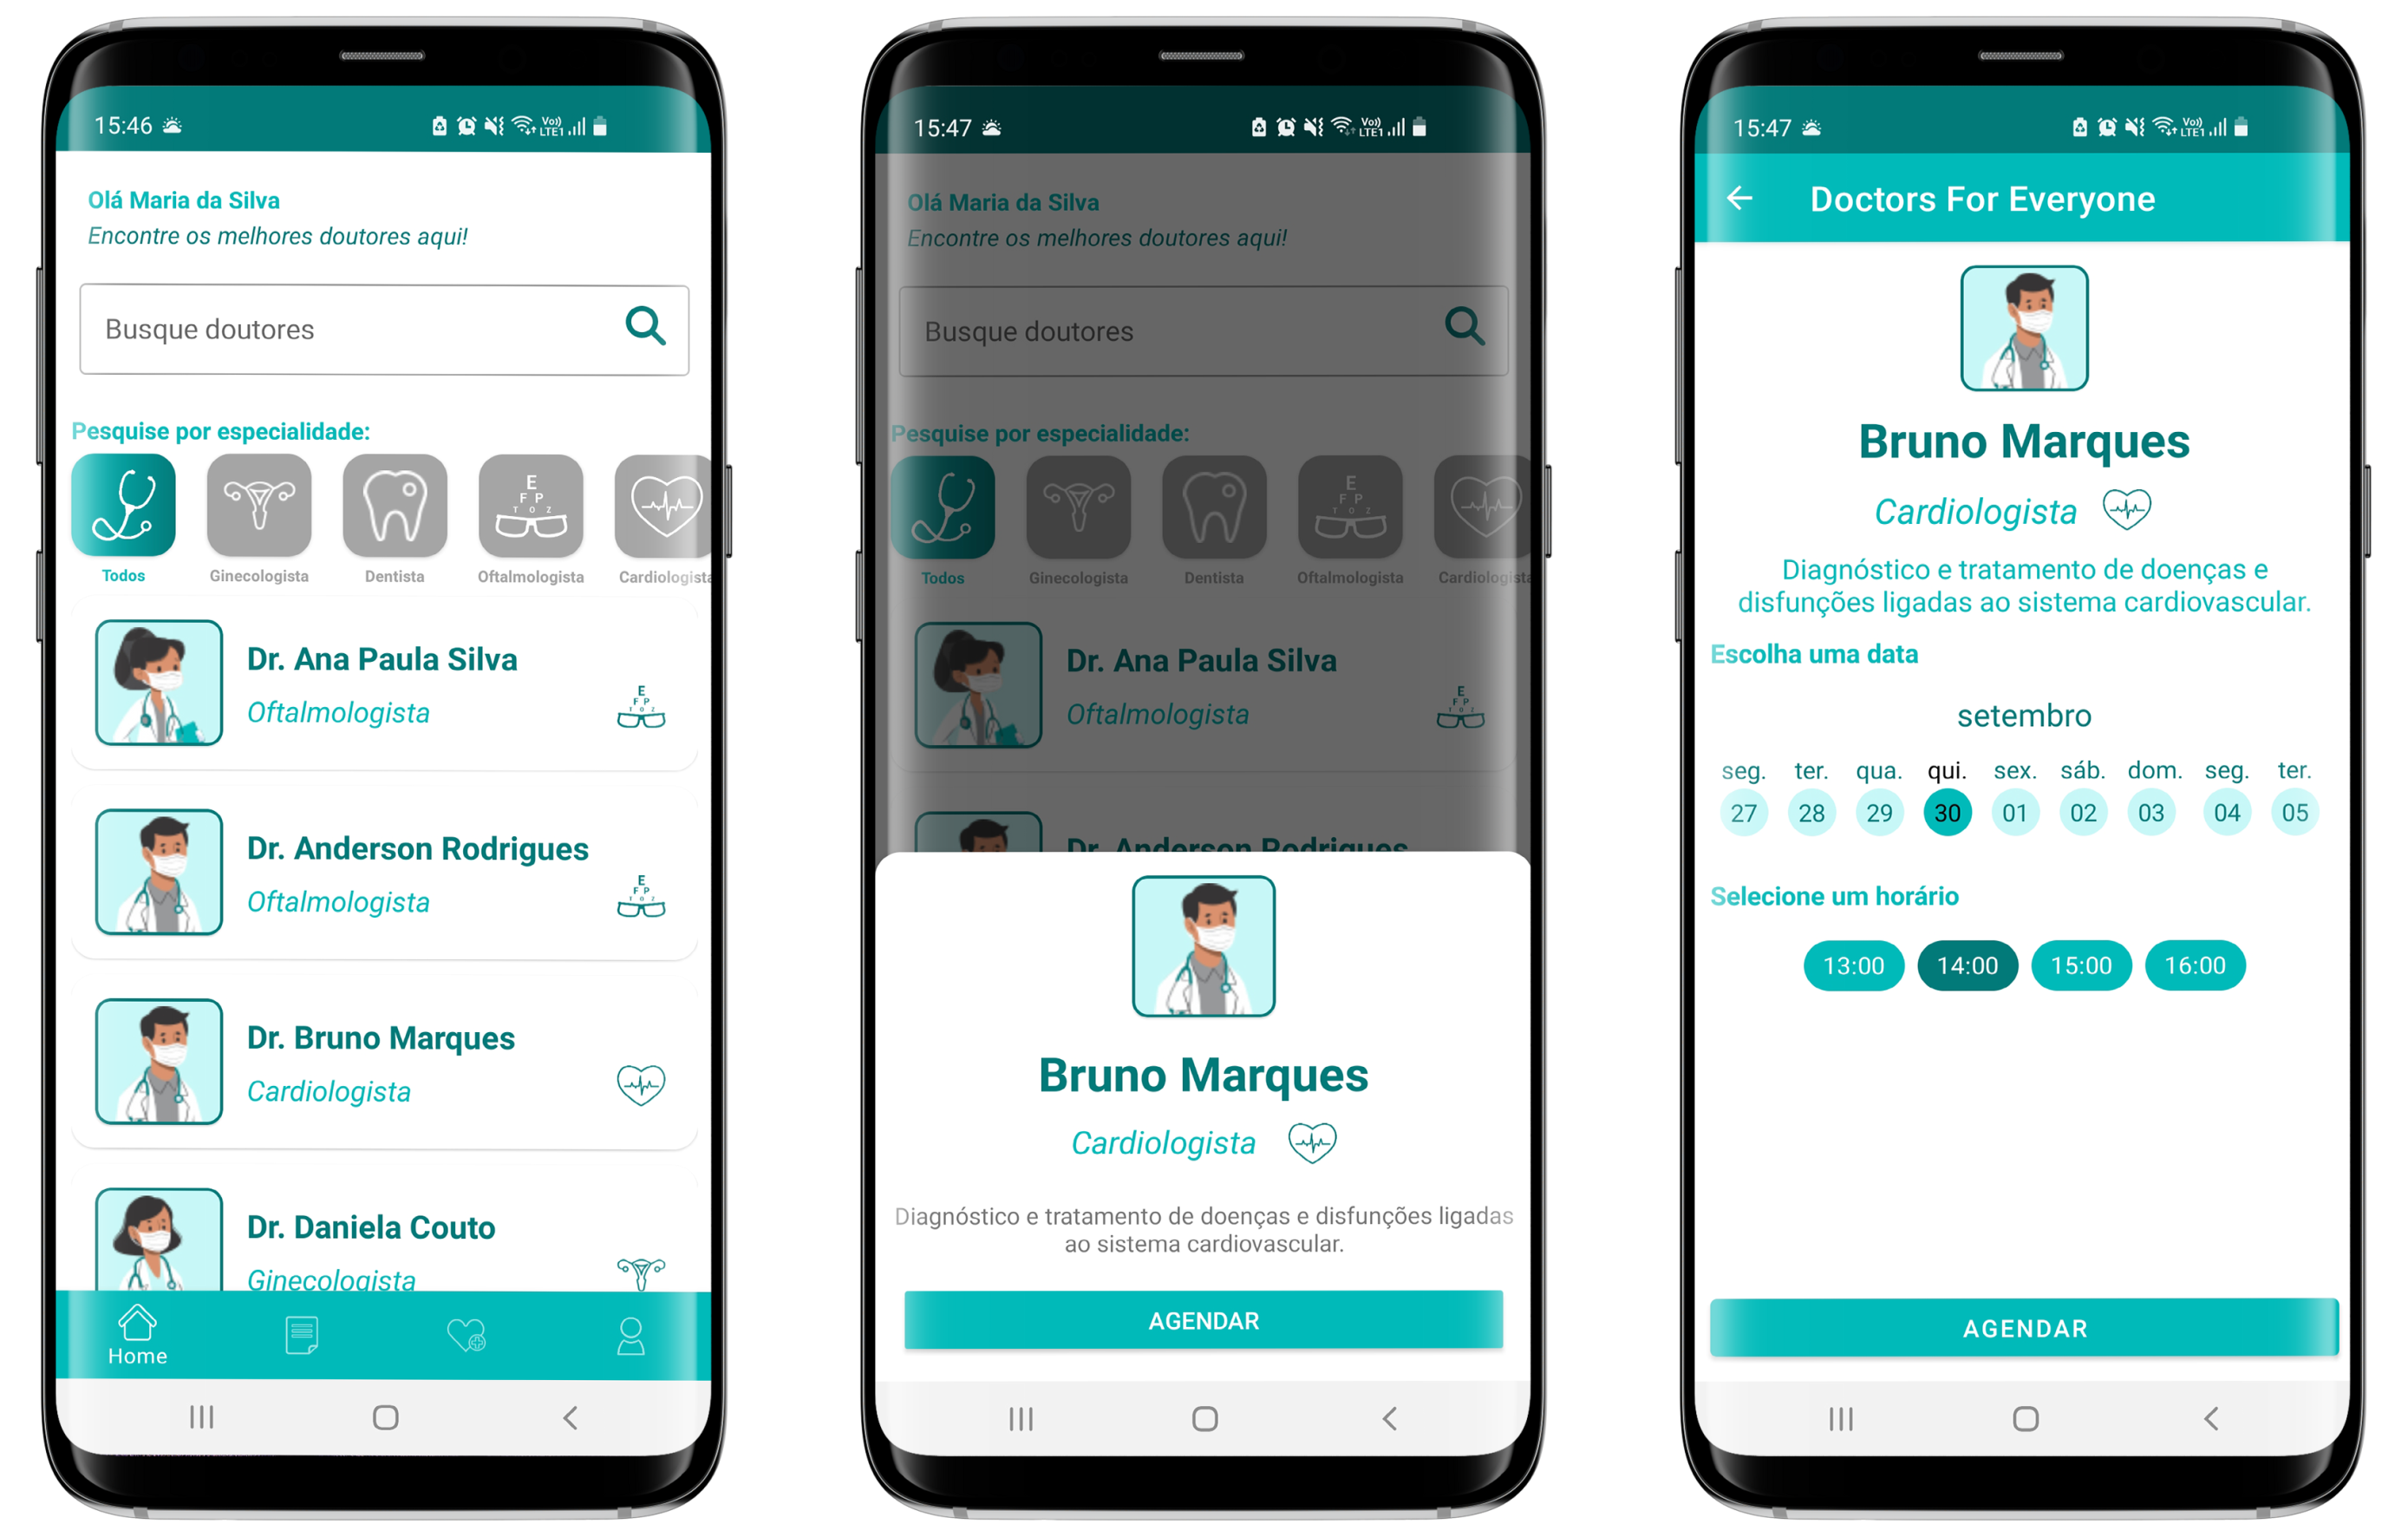 15:46
Vo))
LTE1
Olá Maria da Silva
Encontre os melhores doutores aqui!
Busque doutores
Pesquise por especialidade:
E
F P
T O Z
Todos
Ginecologista
Dentista
Oftalmologista
Cardiologista
Dr. Ana Paula Silva
Oftalmologista
E
F P
T O Z
Dr. Anderson Rodrigues
Oftalmologista
E
F P
T O Z
Dr. Bruno Marques
Cardiologista
Dr. Daniela Couto
Ginecologista
Home
15:47
Vo))
LTE1
Olá Maria da Silva
Encontre os melhores doutores aqui!
Busque doutores
Pesquise por especialidade:
E
F P
T O Z
Todos
Ginecologista
Dentista
Oftalmologista
Cardiologista
Dr. Ana Paula Silva
Oftalmologista
E
F P
T O Z
Dr. Anderson Rodrigues
Bruno Marques
Cardiologista
Diagnóstico e tratamento de doenças e disfunções ligadas
ao sistema cardiovascular.
AGENDAR
15:47
Vo))
LTE1
Doctors For Everyone
Bruno Marques
Cardiologista
Diagnóstico e tratamento de doenças e
disfunções ligadas ao sistema cardiovascular.
Escolha uma data
setembro
seg. ter. qua. qui. sex. sáb. dom. seg. ter.
27 28 29 30 01 02 03 04 05
Selecione um horário
13:00 14:00 15:00 16:00
AGENDAR